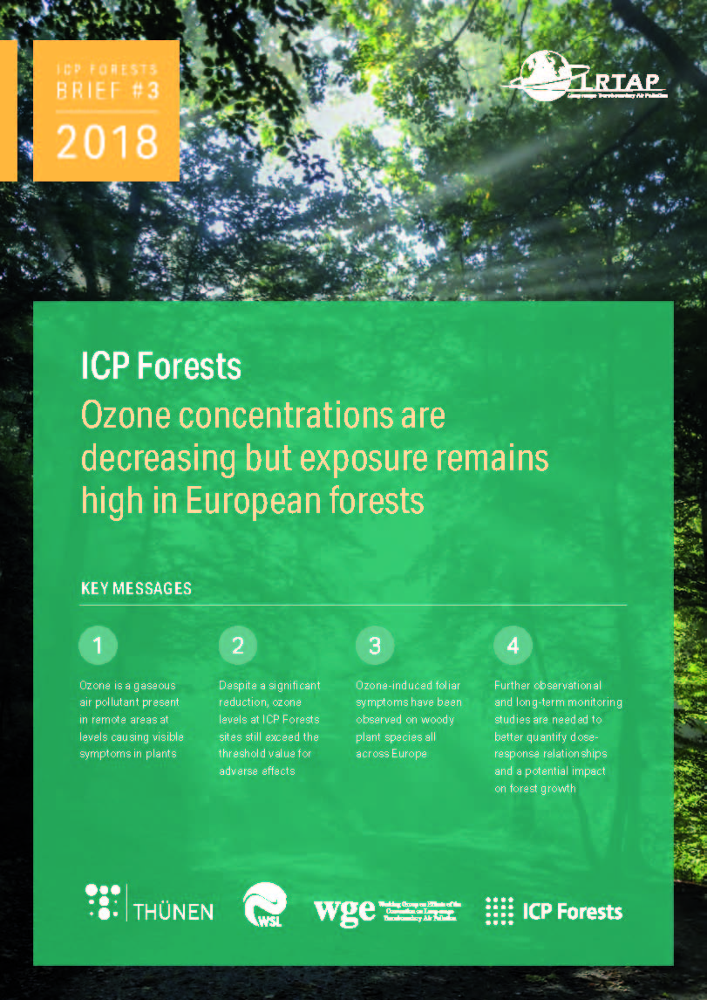 ICP FORESTS
BRIEF #3
2018
LRTAP
Long-range Transboundary Air Pollution
ICP Forests
Ozone concentrations are
decreasing but exposure remains
high in European forests
KEY MESSAGES
1
Ozone is a gaseous
air pollutant present
in remote areas at
levels causing visible
symptoms in plants
2
Despite a significant
reduction, ozone
levels at ICP Forests
sites still exceed the
threshold value for
adverse effects
3
Ozone-induced foliar
symptoms have been
observed on woody
plant species all
across Europe
4
Further observational
and long-term monitoring
studies are needed to
better quantify dose-
response relationships
and a potential impact
on forest growth
THÜNEN
WSL
wge
Working Group on Effects of the
Convention on Long-range
Transboundary Air Pollution
ICP Forests